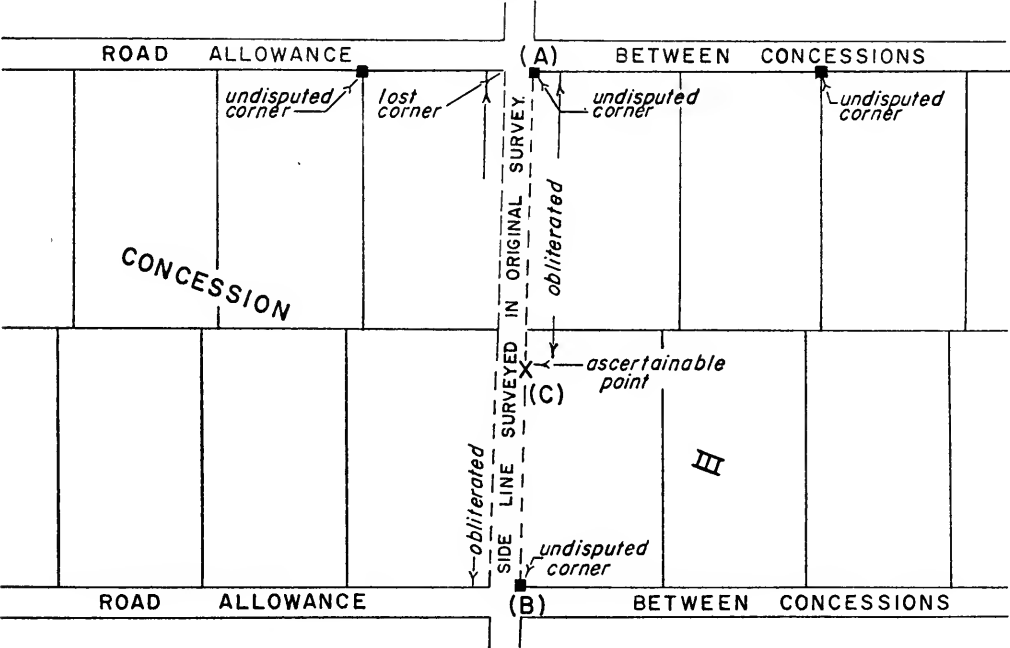 ROAD ALLOWANCE
(A)
BETWEEN CONCESSIONS
undisputed
corner
lost
corner
undisputed
corner
undisputed
corner
SIDE LINE SURVEYED IN ORIGINAL SURVEY.
obliterated
CONCESSION
ascertainable
point
X
(C)
III
obliterated
undisputed
corner
ROAD ALLOWANCE
(B)
BETWEEN CONCESSIONS